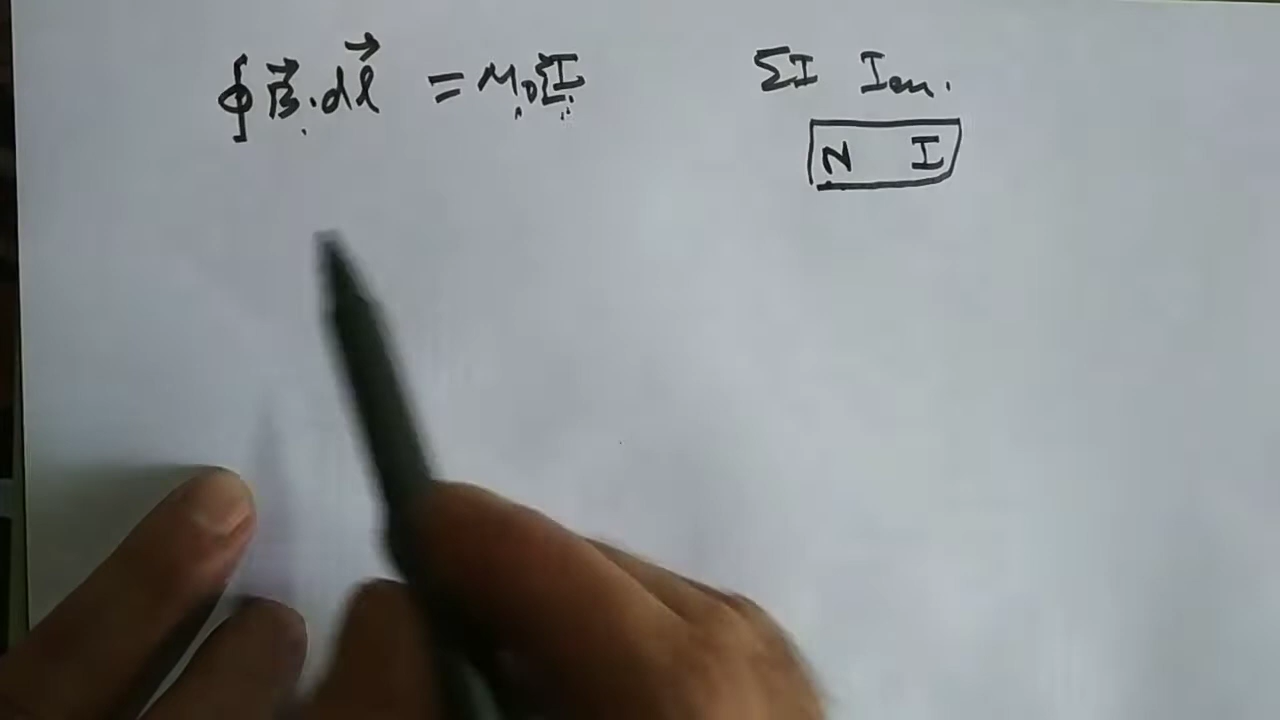 ∮ B⃗ . dl⃗ = μ₀ΣI ΣI Ien.
N I